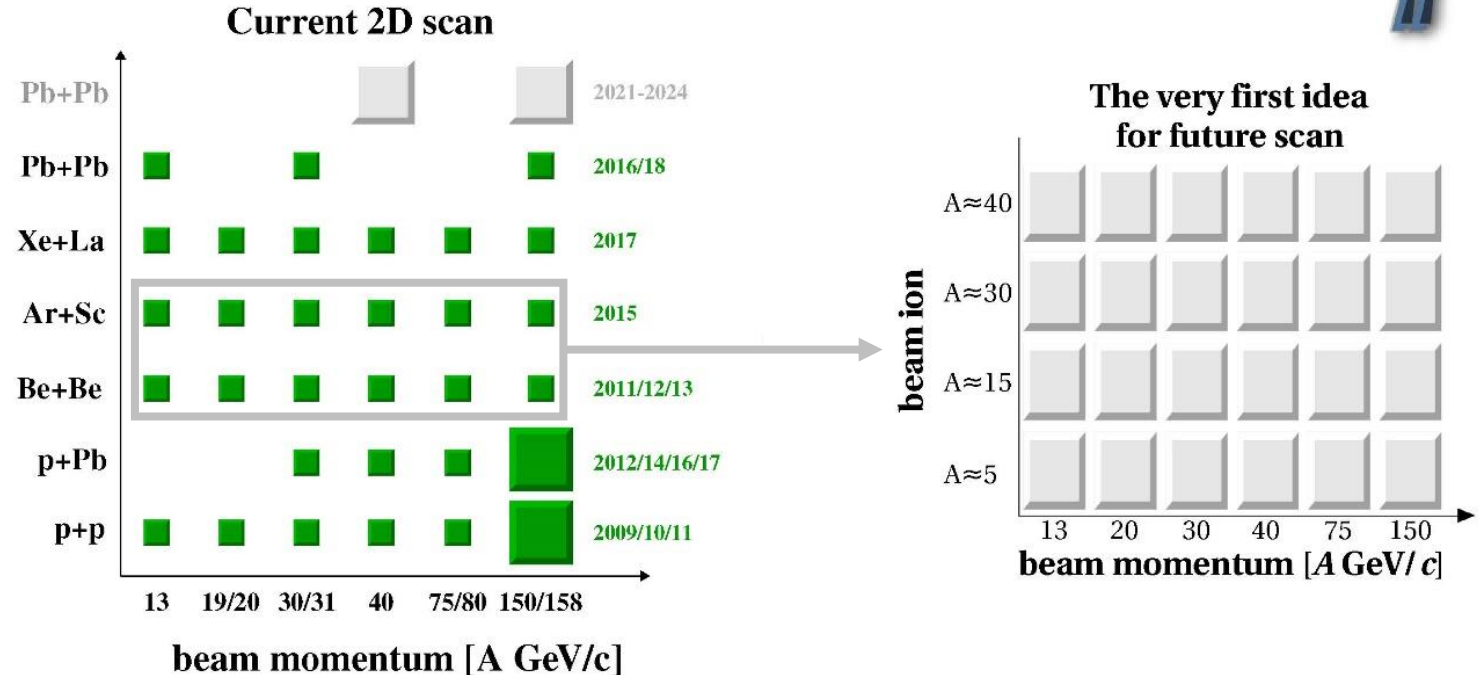 Current 2D scan
Pb+Pb 2021-2024
Pb+Pb 2016/18
Xe+La 2017
Ar+Sc 2015
Be+Be 2011/12/13
p+Pb 2012/14/16/17
p+p 2009/10/11
13 19/20 30/31 40 75/80 150/158
beam momentum [A GeV/c]
The very first idea
for future scan
beam ion
A≈40
A≈30
A≈15
A≈5
13 20 30 40 75 150
beam momentum [A GeV/c]